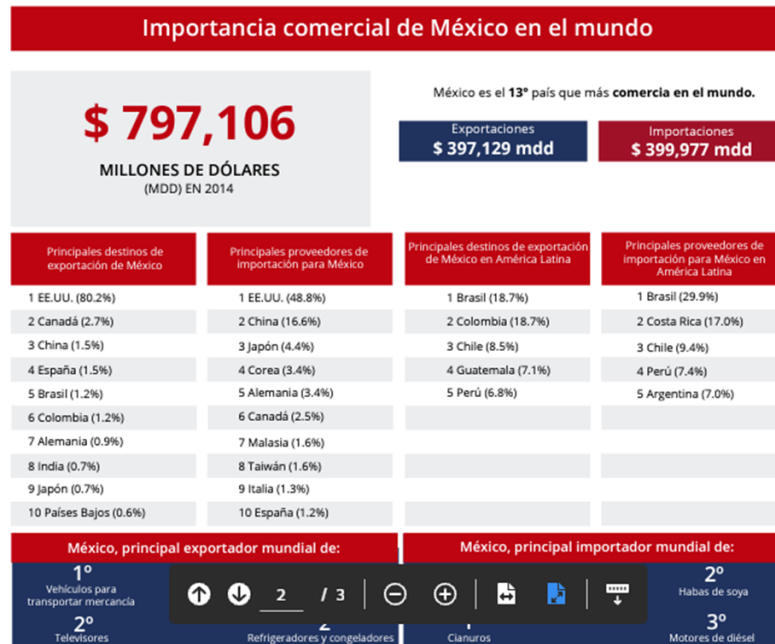 Importancia comercial de México en el mundo
$ 797,106
MILLONES DE DÓLARES
(MDD) EN 2014
México es el 13º país que más comercia en el mundo.
Exportaciones
$ 397,129 mdd
Importaciones
$ 399,977 mdd
Principales destinos de
exportación de México
1 EE.UU. (80.2%)
2 Canadá (2.7%)
3 China (1.5%)
4 España (1.5%)
5 Brasil (1.2%)
6 Colombia (1.2%)
7 Alemania (0.9%)
8 India (0.7%)
9 Japón (0.7%)
10 Países Bajos (0.6%)
Principales proveedores de
importación para México
1 EE.UU. (48.8%)
2 China (16.6%)
3 Japón (4.4%)
4 Corea (3.4%)
5 Alemania (3.4%)
6 Canadá (2.5%)
7 Malasia (1.6%)
8 Taiwán (1.6%)
9 Italia (1.3%)
10 España (1.2%)
Principales destinos de exportación
de México en América Latina
1 Brasil (18.7%)
2 Colombia (18.7%)
3 Chile (8.5%)
4 Guatemala (7.1%)
5 Perú (6.8%)
Principales proveedores de
importación para México en
América Latina
1 Brasil (29.9%)
2 Costa Rica (17.0%)
3 Chile (9.4%)
4 Perú (7.4%)
5 Argentina (7.0%)
México, principal exportador mundial de:
1º
Vehículos para
transportar mercancía
2º
Televisores
Refrigeradores y congeladores
México, principal importador mundial de:
Cianuros
2º
Habas de soya
3º
Motores de diésel
2 / 3